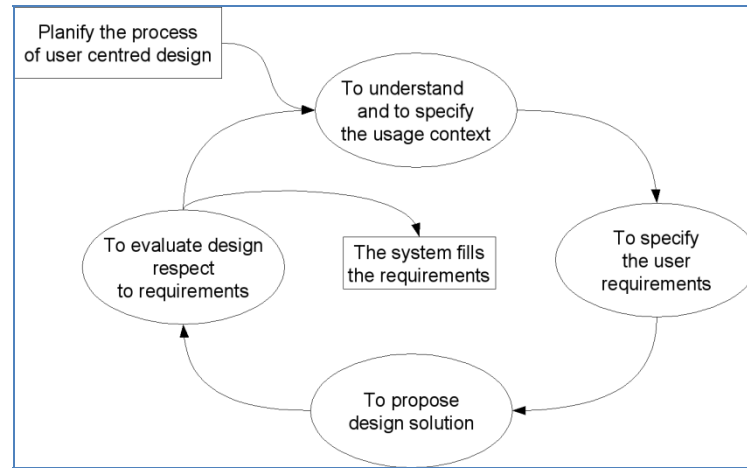 Planify the process
of user centred design
To understand
and to specify
the usage context
To evaluate design
respect
to requirements
The system fills
the requirements
To specify
the user
requirements
To propose
design solution